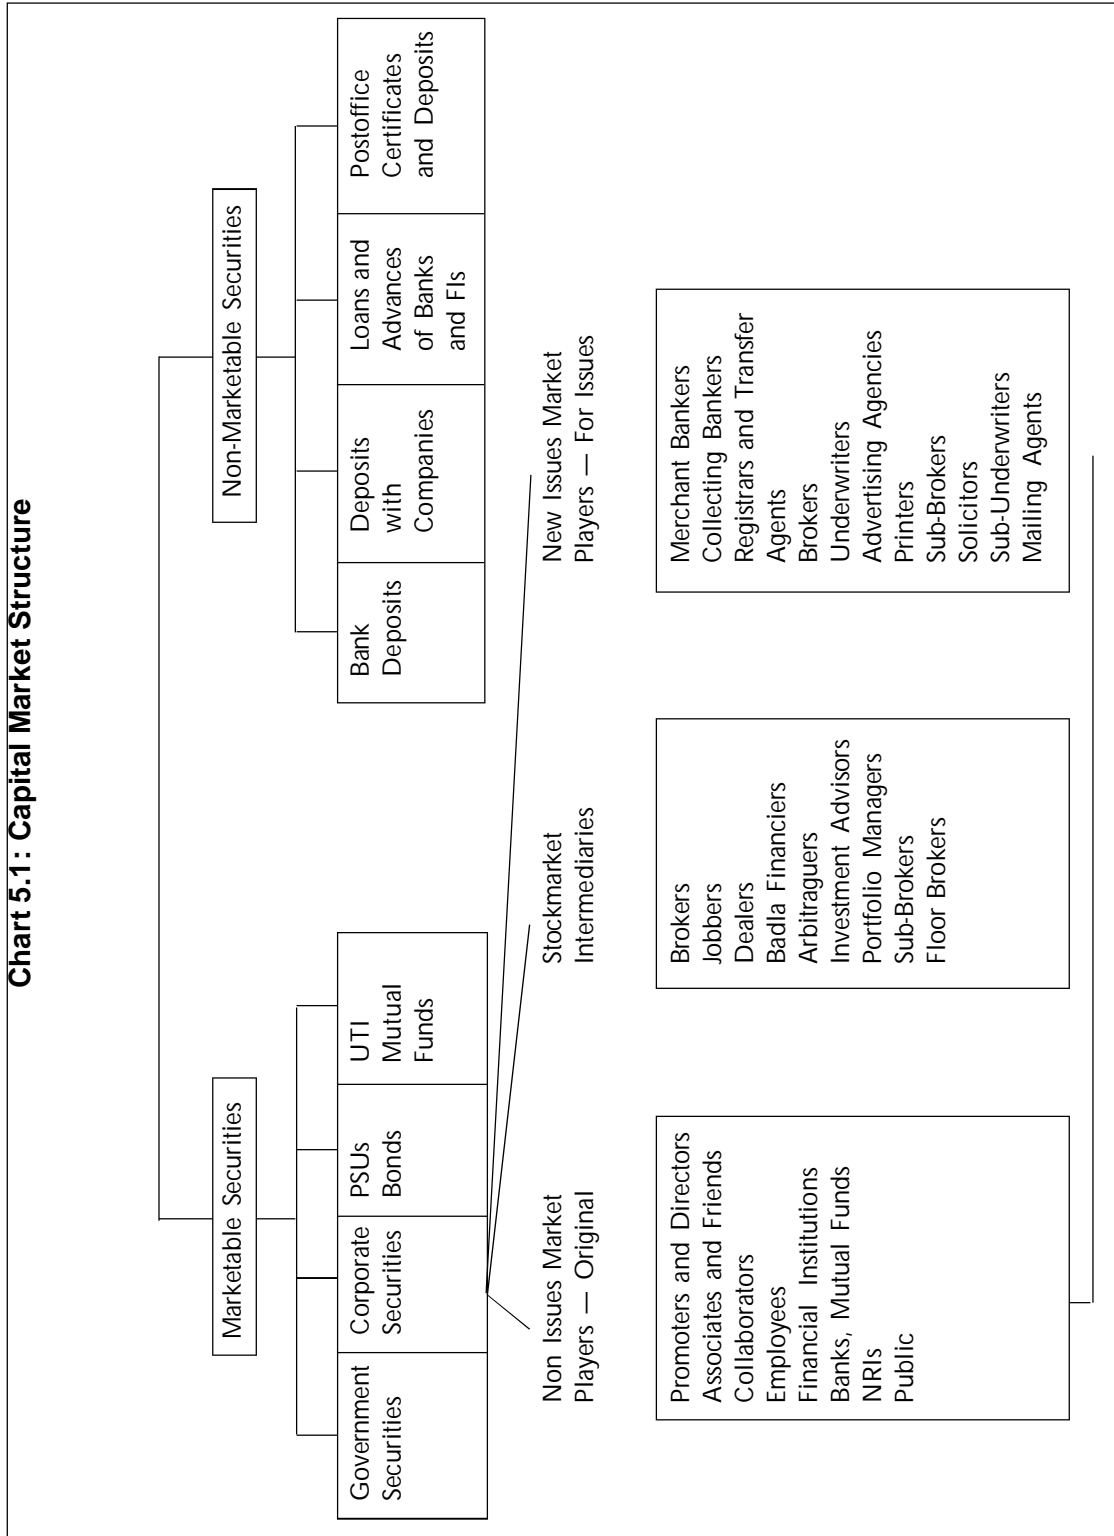 Chart 5.1: Capital Market Structure
Marketable Securities
Non-Marketable Securities
Government
Securities
Corporate
Securities
PSUs
Bonds
UTI
Mutual
Funds
Bank
Deposits
Deposits
with
Companies
Loans and
Advances
of Banks
and FIs
Postoffice
Certificates
and Deposits
Non Issues Market
Players — Original
Stockmarket
Intermediaries
New Issues Market
Players — For Issues
Promoters and Directors
Associates and Friends
Collaborators
Employees
Financial Institutions
Banks, Mutual Funds
NRIs
Public
Brokers
Jobbers
Dealers
Badla Financiers
Arbitraguers
Investment Advisors
Portfolio Managers
Sub-Brokers
Floor Brokers
Merchant Bankers
Collecting Bankers
Registrars and Transfer
Agents
Brokers
Underwriters
Advertising Agencies
Printers
Sub-Brokers
Solicitors
Sub-Underwriters
Mailing Agents